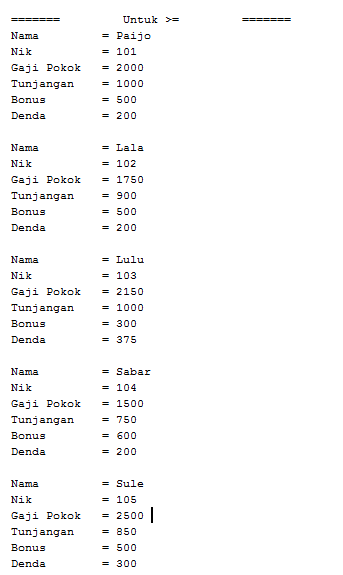 =======         Untuk >=         =======
Nama         = Paijo
Nik          = 101
Gaji Pokok   = 2000
Tunjangan    = 1000
Bonus        = 500
Denda        = 200

Nama         = Lala
Nik          = 102
Gaji Pokok   = 1750
Tunjangan    = 900
Bonus        = 500
Denda        = 200

Nama         = Lulu
Nik          = 103
Gaji Pokok   = 2150
Tunjangan    = 1000
Bonus        = 300
Denda        = 375

Nama         = Sabar
Nik          = 104
Gaji Pokok   = 1500
Tunjangan    = 750
Bonus        = 600
Denda        = 200

Nama         = Sule
Nik          = 105
Gaji Pokok   = 2500
Tunjangan    = 850
Bonus        = 500
Denda        = 300